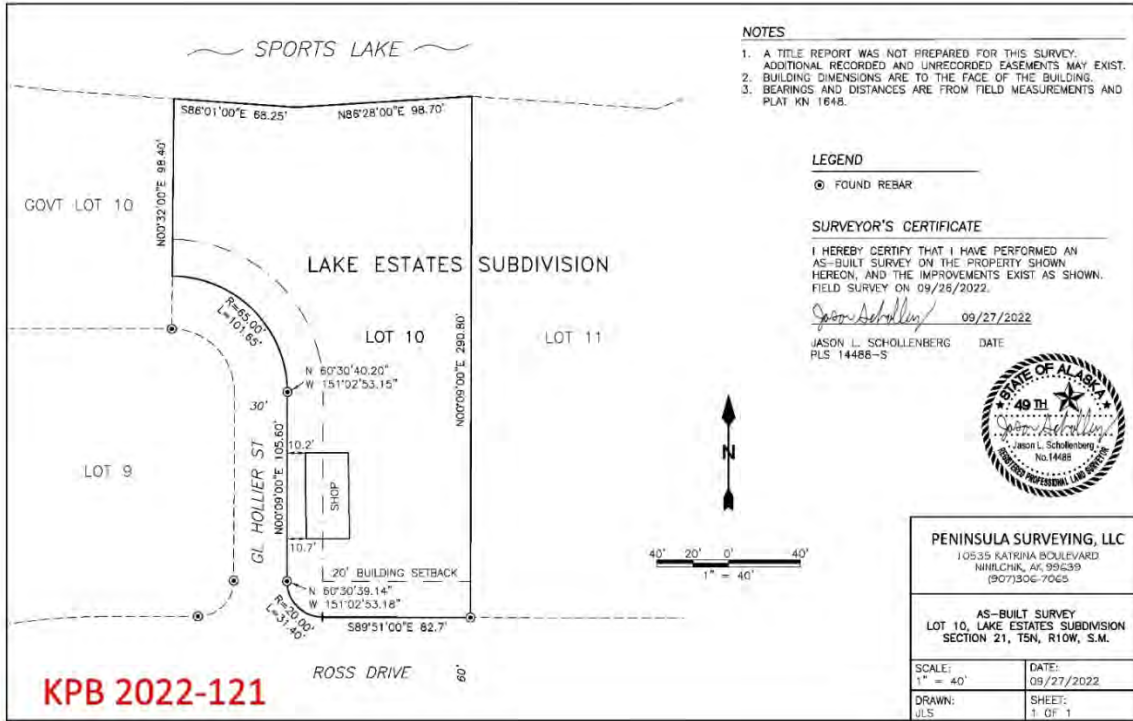 SPORTS LAKE
S86°01'00"E 68.25'
N86°28'00"E 98.70'
N00°32'00"E 98.40'
GOVT LOT 10
LAKE ESTATES SUBDIVISION
R=65.00'
L=101.65'
LOT 10
LOT 11
N 60°30'40.20"
W 151°02'53.15"
N00°09'00"E 290.80'
30'
LOT 9
GL HOLLIER ST
N00°09'00"E 105.60'
10.2'
SHOP
10.7'
20' BUILDING SETBACK
N 60°30'39.14"
W 151°02'53.18"
R=20.00'
L=31.40'
S89°51'00"E 82.7'
ROSS DRIVE
60'
KPB 2022-121
NOTES
1. A TITLE REPORT WAS NOT PREPARED FOR THIS SURVEY.
ADDITIONAL RECORDED AND UNRECORDED EASEMENTS MAY EXIST.
2. BUILDING DIMENSIONS ARE TO THE FACE OF THE BUILDING.
3. BEARINGS AND DISTANCES ARE FROM FIELD MEASUREMENTS AND
PLAT KN 1648.
LEGEND
FOUND REBAR
SURVEYOR'S CERTIFICATE
I HEREBY CERTIFY THAT I HAVE PERFORMED AN
AS-BUILT SURVEY ON THE PROPERTY SHOWN
HEREON, AND THE IMPROVEMENTS EXIST AS SHOWN.
FIELD SURVEY ON 09/26/2022.
09/27/2022
JASON L. SCHOLLENBERG DATE
PLS 14488-S
STATE OF ALASKA
49 TH
Jason L. Schollenberg
No.14488
REGISTERED PROFESSIONAL LAND SURVEYOR
N
40' 20' 0' 40'
1" = 40'
PENINSULA SURVEYING, LLC
10535 KATRINA BOULEVARD
NINILCHIK, AK 99639
(907)306-7065
AS-BUILT SURVEY
LOT 10, LAKE ESTATES SUBDIVISION
SECTION 21, T5N, R10W, S.M.
SCALE:
1" = 40'
DATE:
09/27/2022
DRAWN:
JLS
SHEET:
1 OF 1